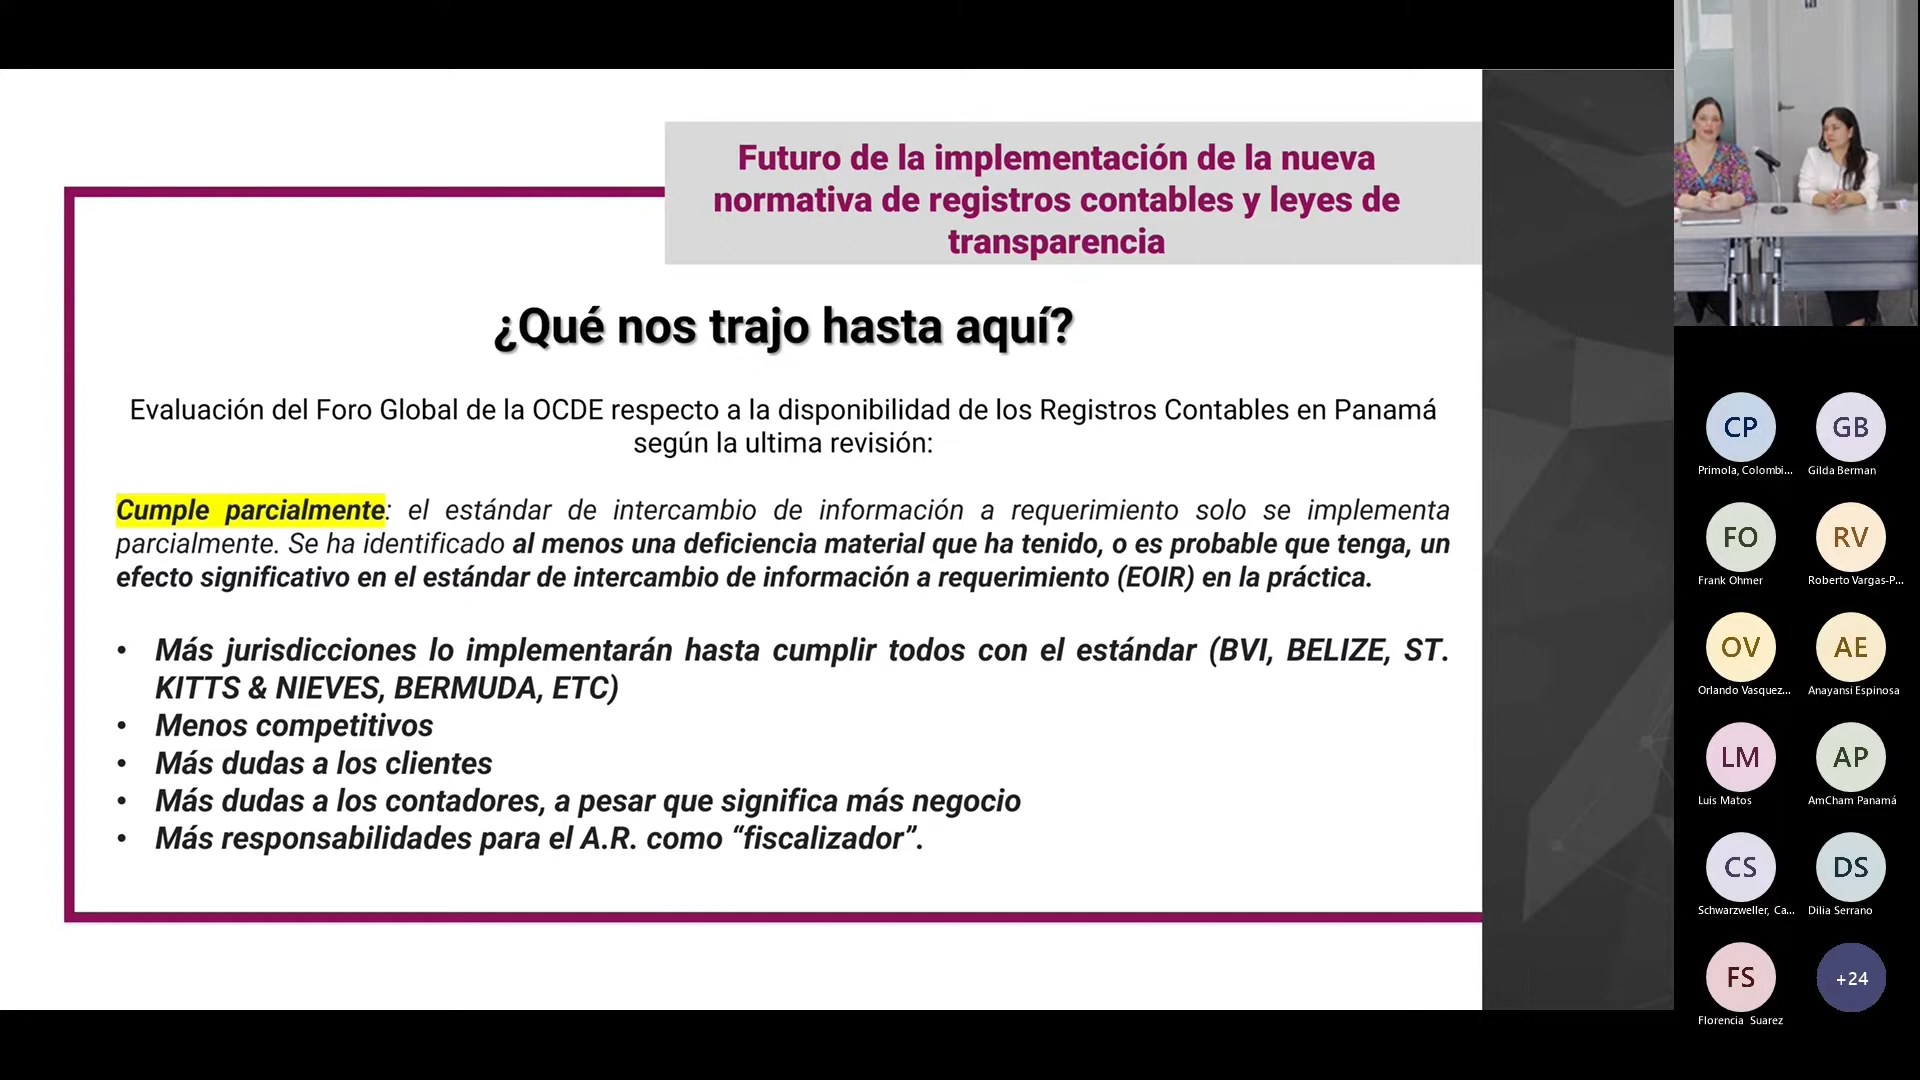 Futuro de la implementación de la nueva
normativa de registros contables y leyes de
transparencia
¿Qué nos trajo hasta aquí?
Evaluación del Foro Global de la OCDE respecto a la disponibilidad de los Registros Contables en Panamá
según la ultima revisión:
Cumple parcialmente: el estándar de intercambio de información a requerimiento solo se implementa
parcialmente. Se ha identificado al menos una deficiencia material que ha tenido, o es probable que tenga, un
efecto significativo en el estándar de intercambio de información a requerimiento (EOIR) en la práctica.
• Más jurisdicciones lo implementarán hasta cumplir todos con el estándar (BVI, BELIZE, ST.
KITTS & NIEVES, BERMUDA, ETC)
• Menos competitivos
• Más dudas a los clientes
• Más dudas a los contadores, a pesar que significa más negocio
• Más responsabilidades para el A.R. como “fiscalizador”.
CP
Primola, Colombi...
GB
Gilda Berman
FO
Frank Ohmer
RV
Roberto Vargas-P...
OV
Orlando Vasquez...
AE
Anayansi Espinosa
LM
Luis Matos
AP
AmCham Panamá
CS
Schwarzweller, Ca...
DS
Dilia Serrano
FS
Florencia Suarez
+24